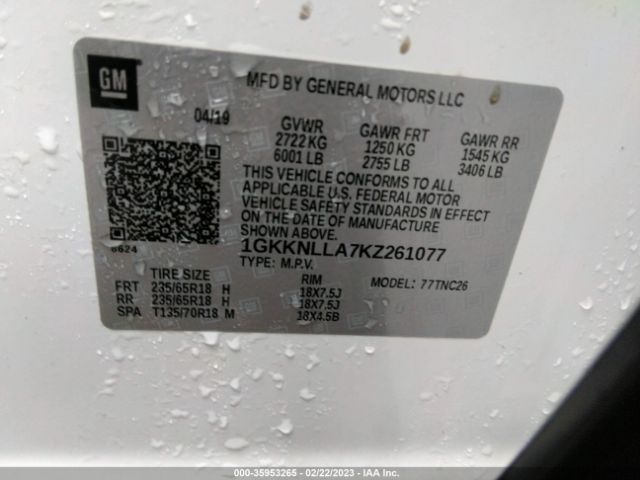 GM
MFD BY GENERAL MOTORS LLC
04/19
GVWR GAWR FRT GAWR RR
2722 KG 1250 KG 1545 KG
6001 LB 2755 LB 3406 LB
THIS VEHICLE CONFORMS TO ALL
APPLICABLE U.S. FEDERAL MOTOR
VEHICLE SAFETY STANDARDS IN EFFECT
ON THE DATE OF MANUFACTURE
SHOWN ABOVE.
6624
1GKKNLLA7KZ261077
TYPE: M.P.V. MODEL: 77TNC26
TIRE SIZE RIM
FRT 235/65R18 H 18X7.5J
RR 235/65R18 H 18X7.5J
SPA T135/70R18 M 18X4.5B
000-35953265 - 02/22/2023 - IAA Inc.